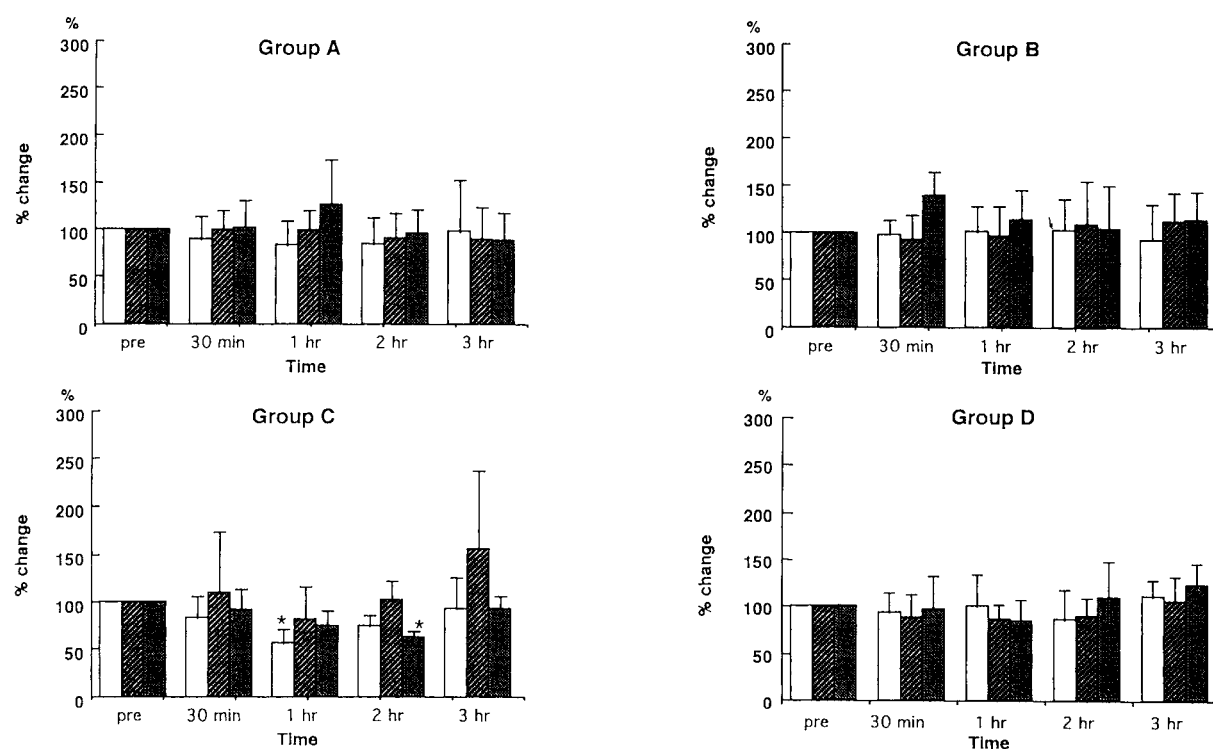 %
Group A
300
250
200
150
100
50
0
% change
pre 30 min 1 hr 2 hr 3 hr
Time
%
Group B
300
250
200
150
100
50
0
% change
pre 30 min 1 hr 2 hr 3 hr
Time
%
Group C
300
250
200
150
100
50
0
% change
* *
pre 30 min 1 hr 2 hr 3 hr
Time
Group D
%
300
250
200
150
100
50
0
% change
pre 30 min 1 hr 2 hr 3 hr
Time